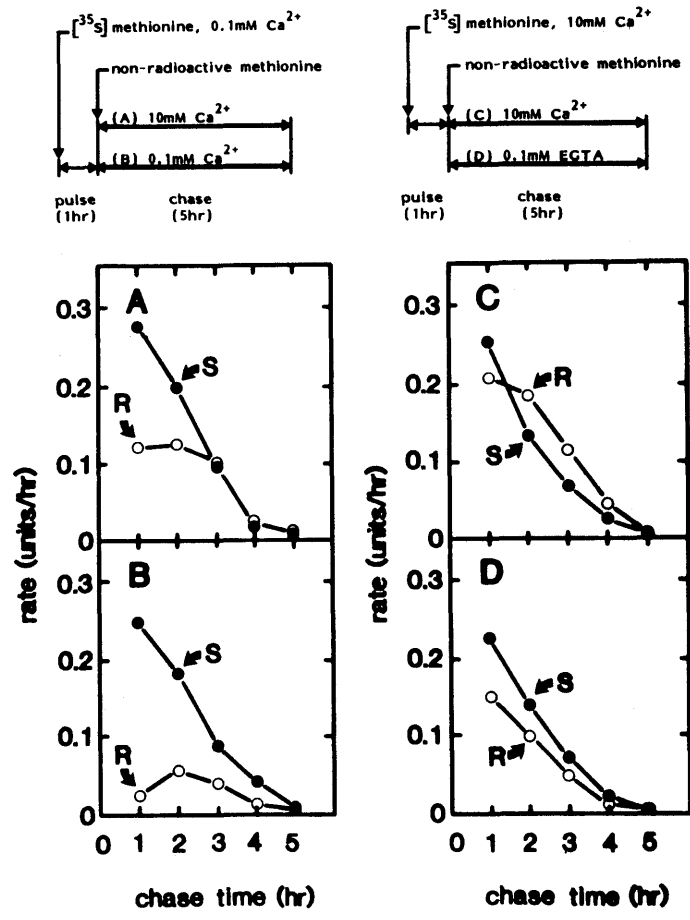 [³⁵S] methionine, 0.1mM Ca²⁺
non-radioactive methionine
(A) 10mM Ca²⁺
(B) 0.1mM Ca²⁺
pulse
(1hr)
chase
(5hr)
[³⁵S] methionine, 10mM Ca²⁺
non-radioactive methionine
(C) 10mM Ca²⁺
(D) 0.1mM EGTA
pulse
(1hr)
chase
(5hr)
A
0.3
0.2
0.1
0
S
R
B
0.3
0.2
0.1
0
S
R
rate (units/hr)
0 1 2 3 4 5
chase time (hr)
C
0.3
0.2
0.1
0
R
S
D
0.3
0.2
0.1
0
S
R
rate (units/hr)
0 1 2 3 4 5
chase time (hr)